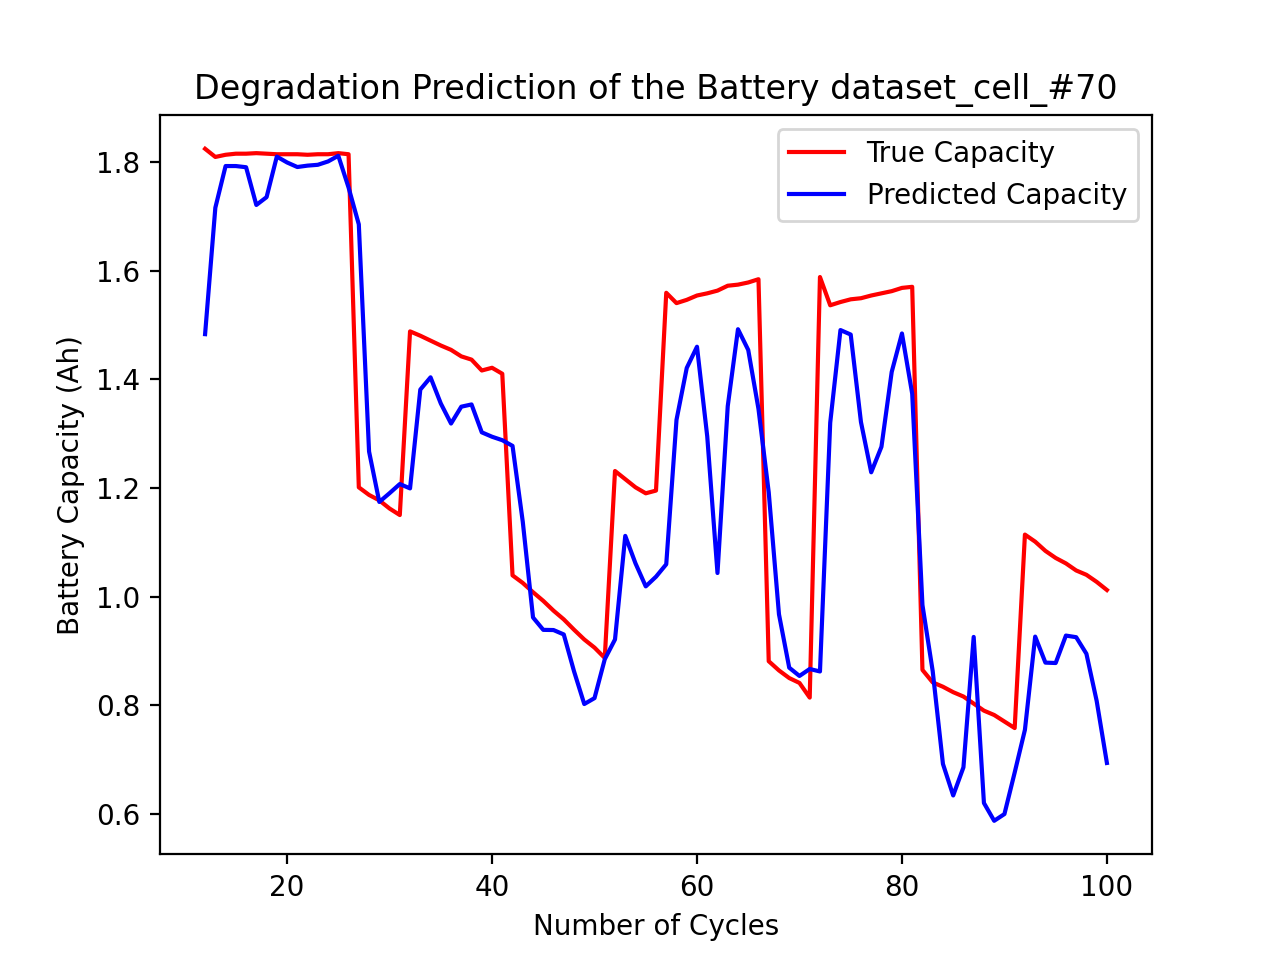 Degradation Prediction of the Battery dataset_cell_#70
True Capacity
Predicted Capacity
Battery Capacity (Ah)
1.8
1.6
1.4
1.2
1.0
0.8
0.6
20 40 60 80 100
Number of Cycles